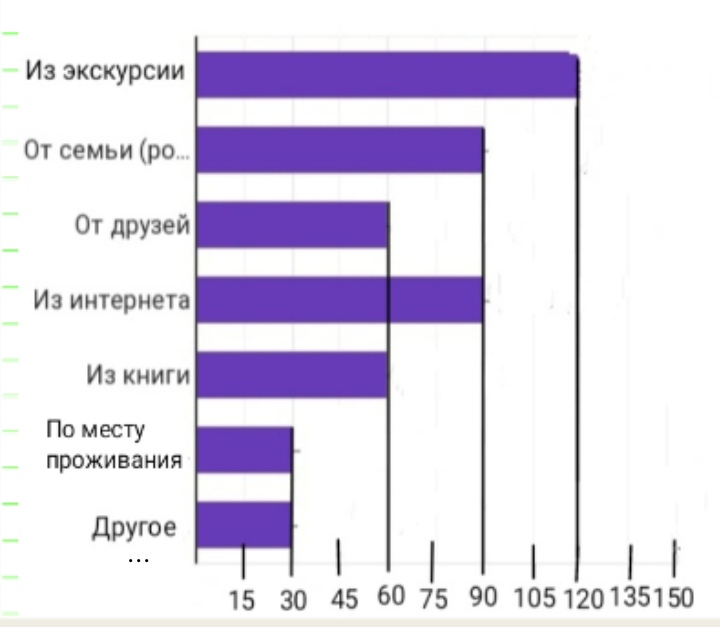 Из экскурсии
От семьи (ро...
От друзей
Из интернета
Из книги
По месту
проживания
Другое
...
15 30 45 60 75 90 105 120 135 150